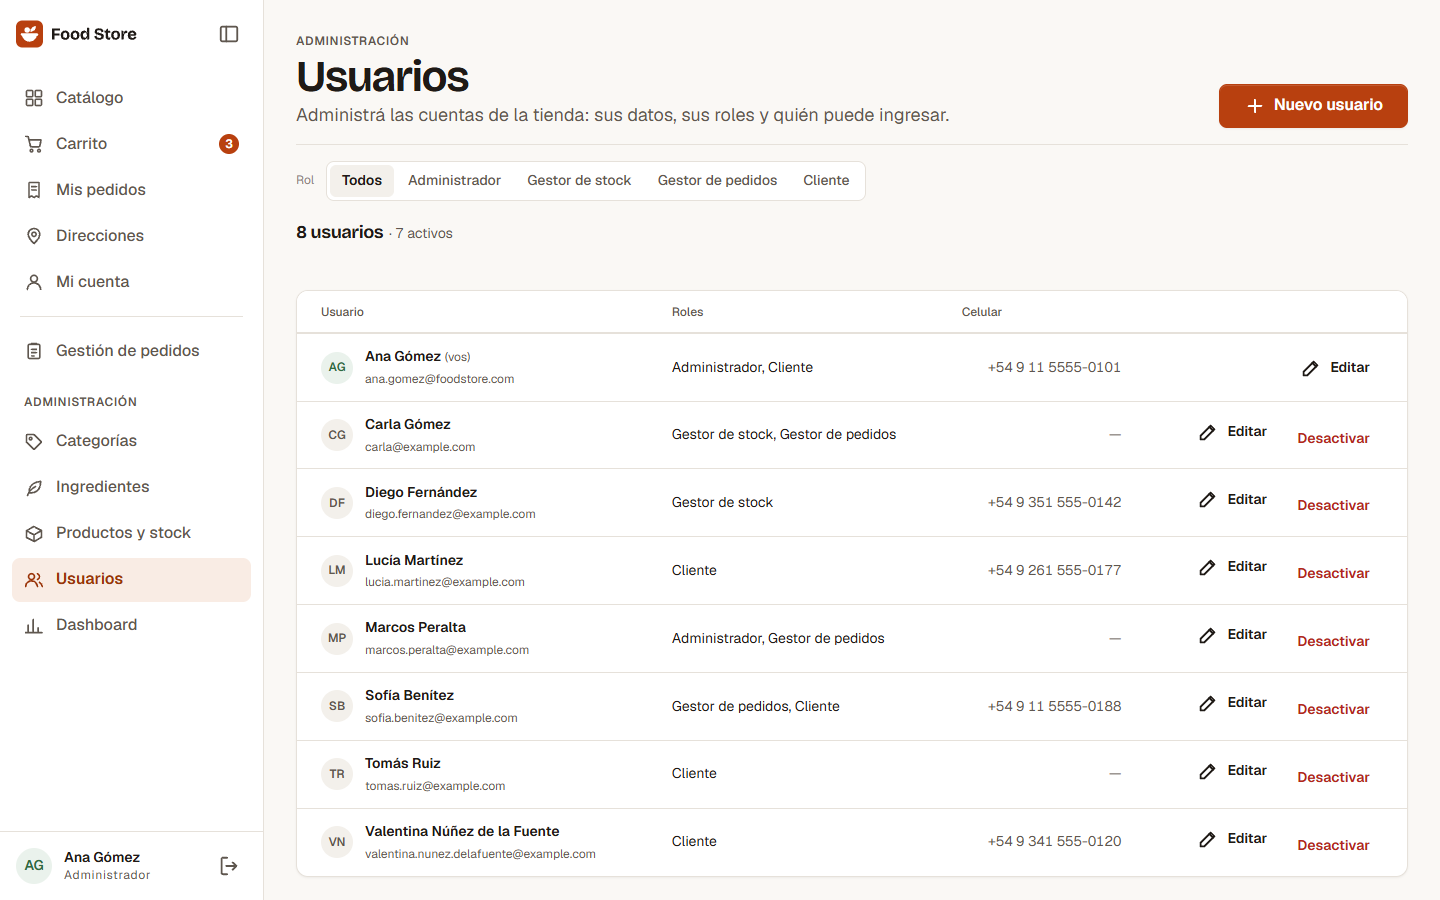 Food Store
Catálogo
Carrito 3
Mis pedidos
Direcciones
Mi cuenta
Gestión de pedidos
ADMINISTRACIÓN
Categorías
Ingredientes
Productos y stock
Usuarios
Dashboard
AG Ana Gómez
Administrador
ADMINISTRACIÓN
Usuarios
Administrá las cuentas de la tienda: sus datos, sus roles y quién puede ingresar.
Nuevo usuario
Rol Todos Administrador Gestor de stock Gestor de pedidos Cliente
8 usuarios · 7 activos
Usuario Roles Celular
AG Ana Gómez (vos) Administrador, Cliente +54 9 11 5555-0101 Editar
ana.gomez@foodstore.com
CG Carla Gómez Gestor de stock, Gestor de pedidos — Editar Desactivar
carla@example.com
DF Diego Fernández Gestor de stock +54 9 351 555-0142 Editar Desactivar
diego.fernandez@example.com
LM Lucía Martínez Cliente +54 9 261 555-0177 Editar Desactivar
lucia.martinez@example.com
MP Marcos Peralta Administrador, Gestor de pedidos — Editar Desactivar
marcos.peralta@example.com
SB Sofía Benítez Gestor de pedidos, Cliente +54 9 11 5555-0188 Editar Desactivar
sofia.benitez@example.com
TR Tomás Ruiz Cliente — Editar Desactivar
tomas.ruiz@example.com
VN Valentina Núñez de la Fuente Cliente +54 9 341 555-0120 Editar Desactivar
valentina.nunez.delafuente@example.com